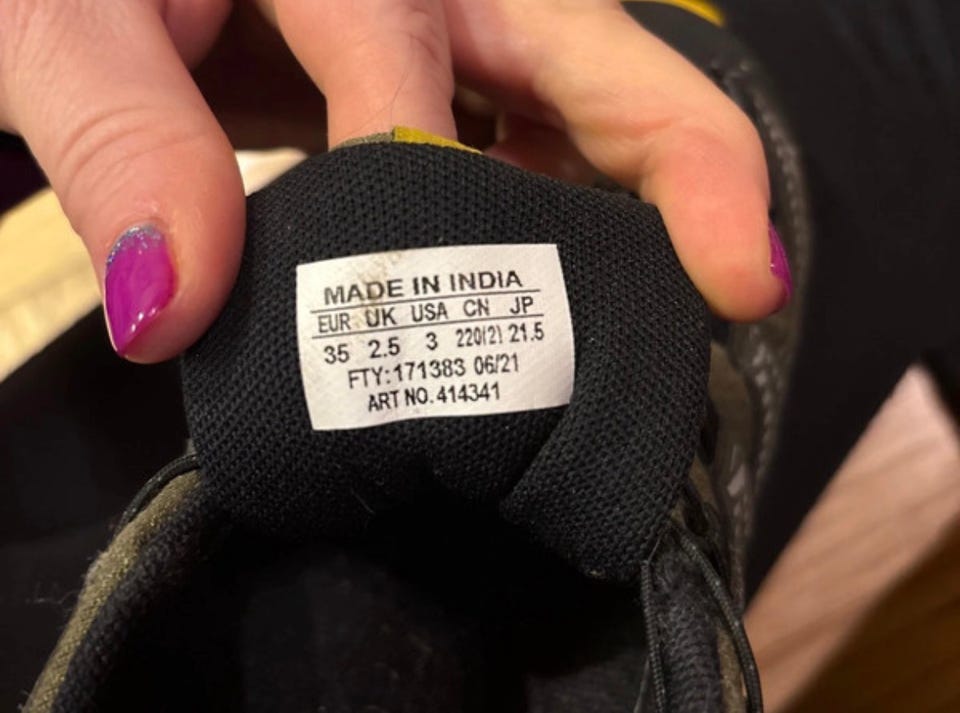 MADE IN INDIA
EUR UK USA CN JP
35 2.5 3 220(2) 21.5
FTY:171383 06/21
ART NO.414341